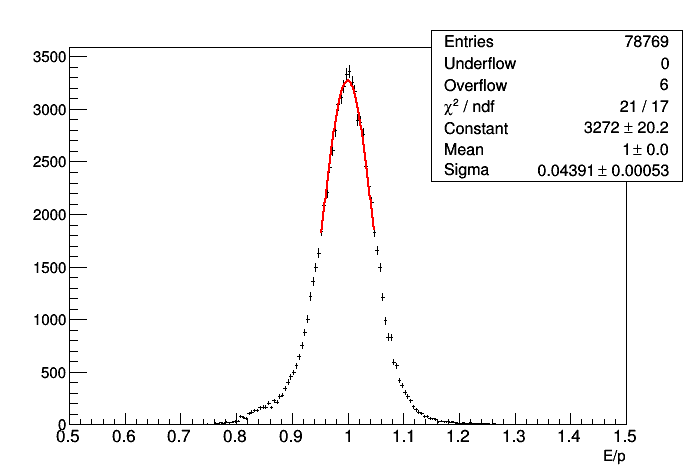 Entries 78769
Underflow 0
Overflow 6
χ² / ndf 21 / 17
Constant 3272 ± 20.2
Mean 1 ± 0.0
Sigma 0.04391 ± 0.00053
3500
3000
2500
2000
1500
1000
500
0
0.5 0.6 0.7 0.8 0.9 1 1.1 1.2 1.3 1.4 1.5
E/p